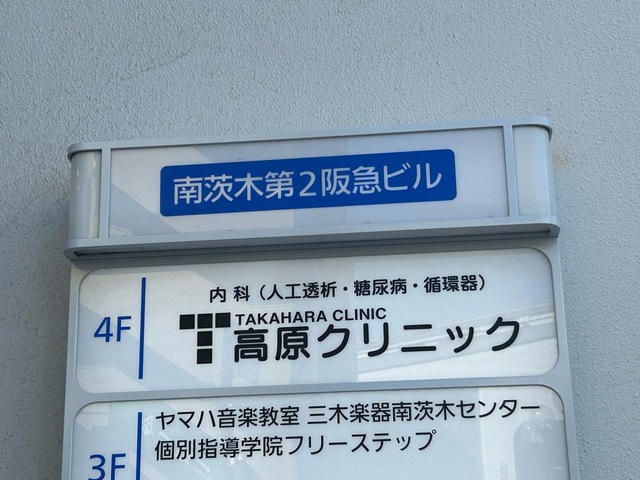 南茨木第2阪急ビル
4F
内科（人工透析・糖尿病・循環器）
TAKAHARA CLINIC
高原クリニック
3F
ヤマハ音楽教室 三木楽器南茨木センター
個別指導学院フリーステップ